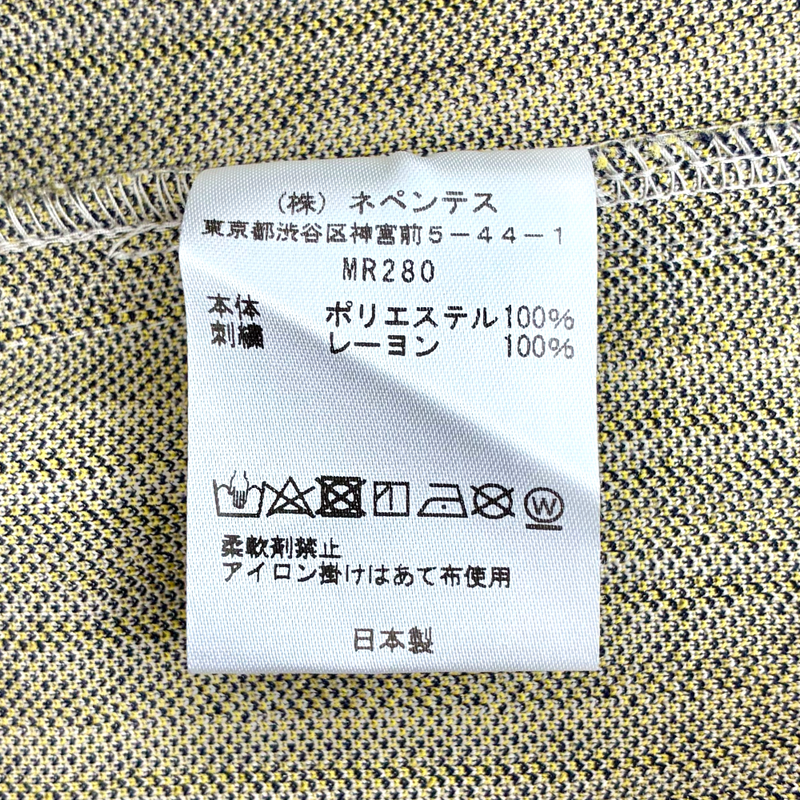 (株) ネペンテス
東京都渋谷区神宮前5-44-1
MR280
本体 ポリエステル100%
刺繍 レーヨン 100%
W
柔軟剤禁止
アイロン掛けはあて布使用
日本製